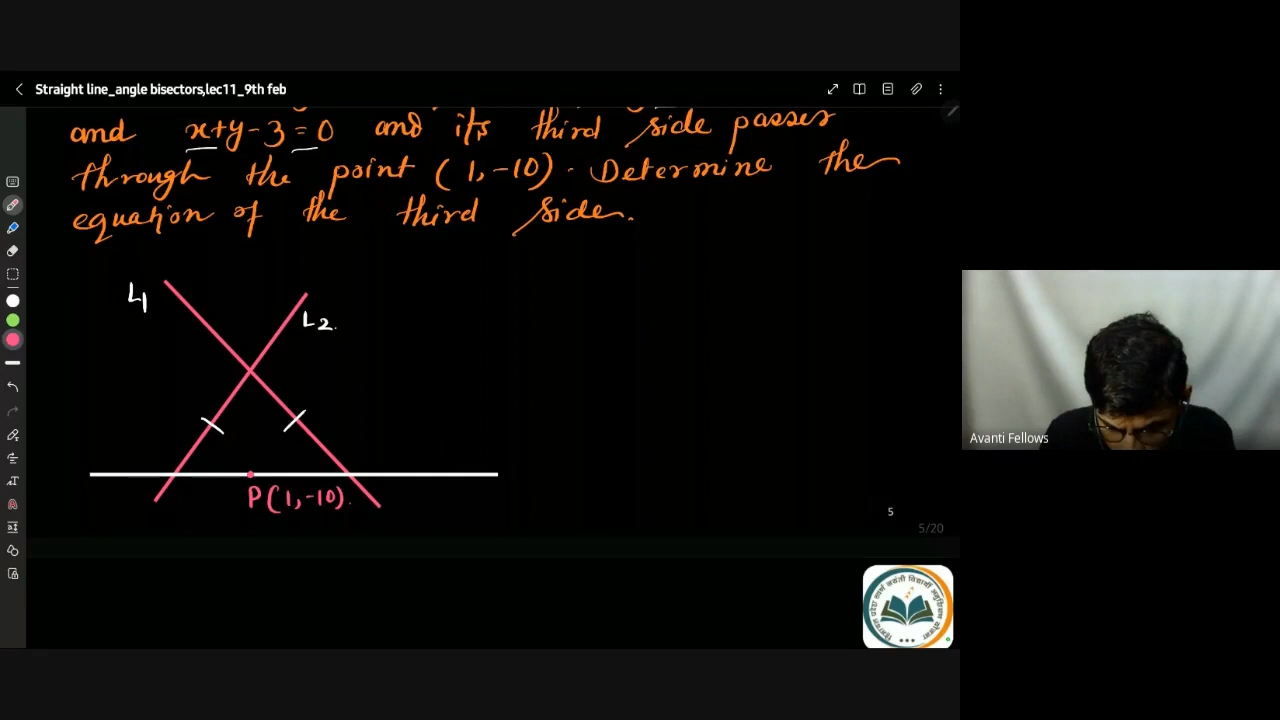 Straight line_angle bisectors,lec11_9th feb
and x+y-3=0 and its third side passes
through the point (1,-10). Determine the
equation of the third side.
L1
L2.
P(1,-10).
5
5/20
Avanti Fellows